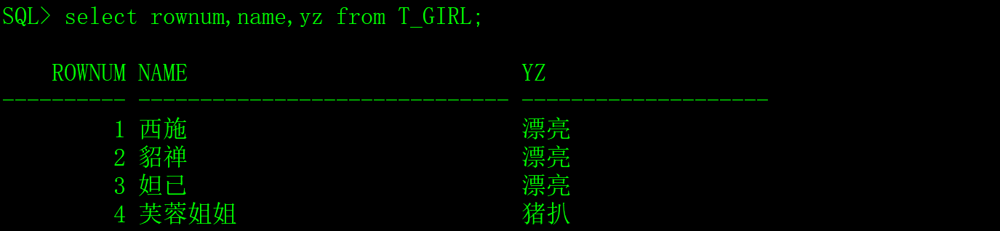 SQL> select rownum,name,yz from T_GIRL;
ROWNUM NAME YZ
---------- ------------------------------ --------------------
1 西施 漂亮
2 貂禅 漂亮
3 妲已 漂亮
4 芙蓉姐姐 猪扒